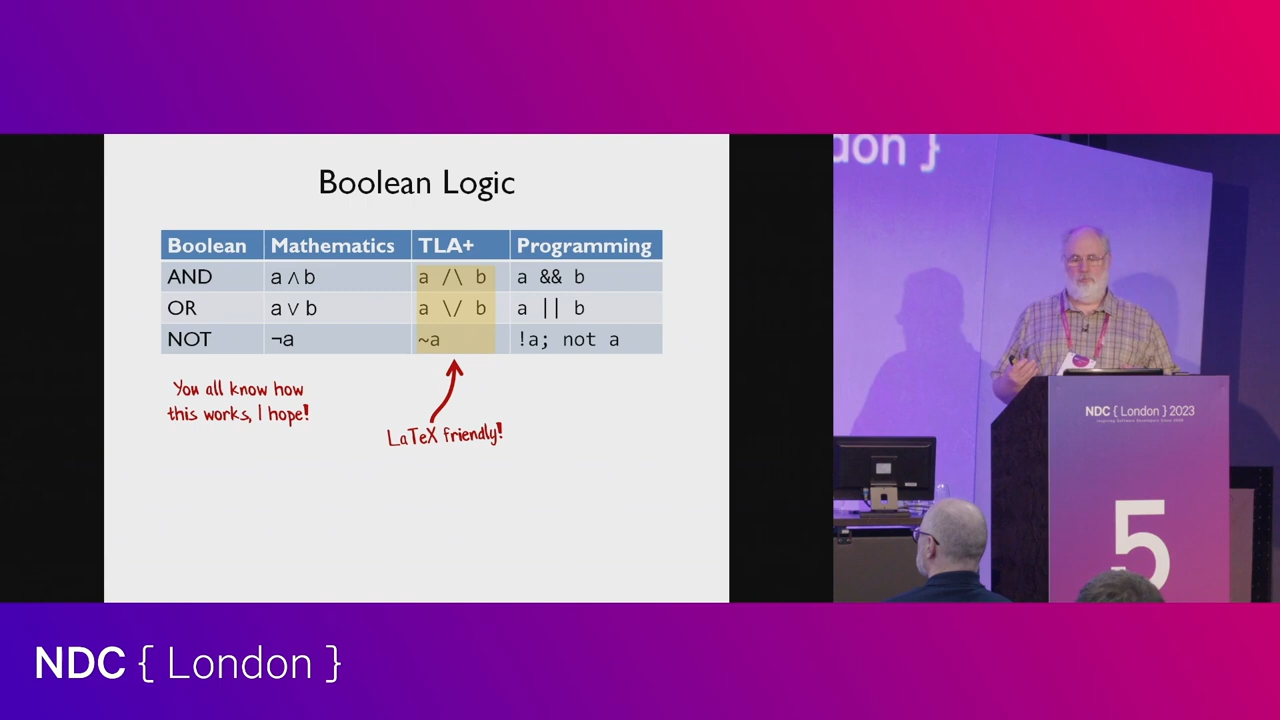 Boolean Logic
Boolean Mathematics TLA+ Programming
AND a ∧ b a /\ b a && b
OR a ∨ b a \/ b a || b
NOT ¬a ~a !a; not a
You all know how
this works, I hope!
LaTeX friendly!
don }
NDC { London } 2023
5
NDC { London }